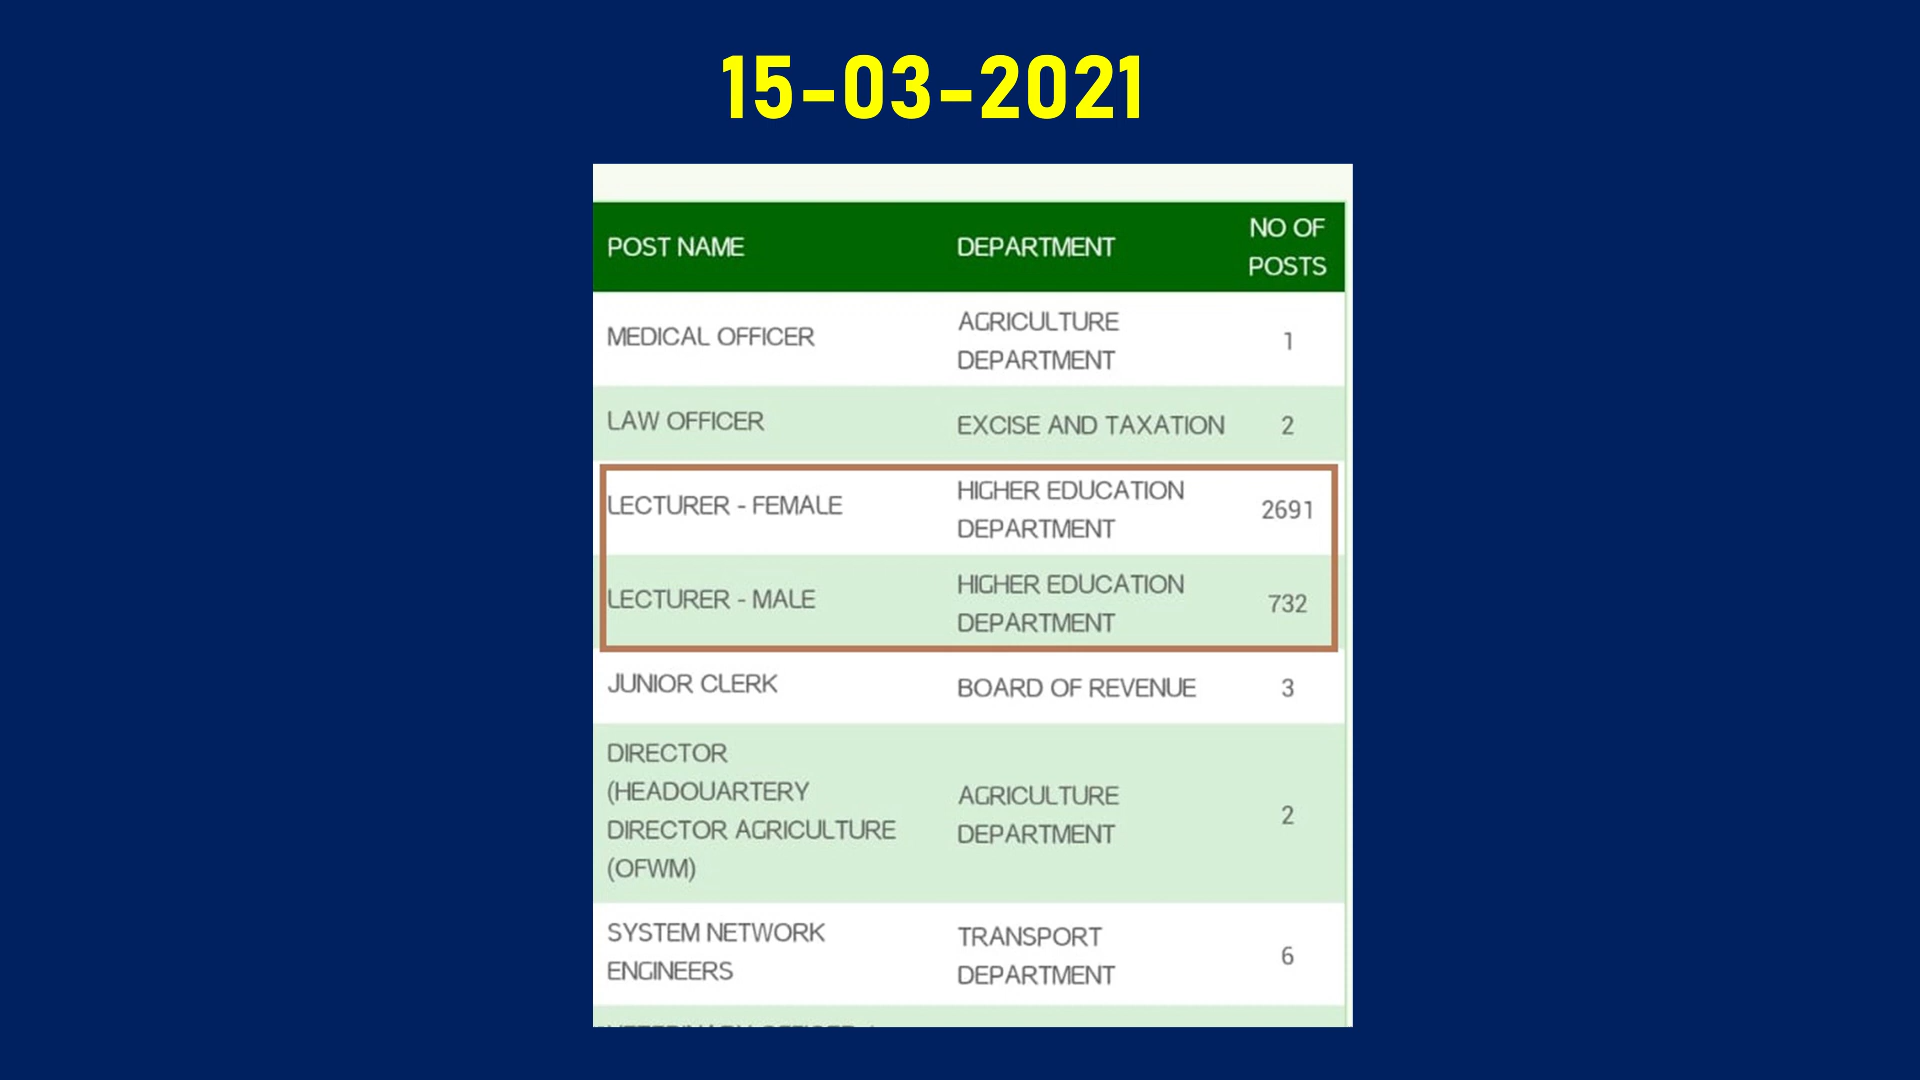 15-03-2021
POST NAME DEPARTMENT NO OF POSTS
MEDICAL OFFICER AGRICULTURE DEPARTMENT 1
LAW OFFICER EXCISE AND TAXATION 2
LECTURER - FEMALE HIGHER EDUCATION DEPARTMENT 2691
LECTURER - MALE HIGHER EDUCATION DEPARTMENT 732
JUNIOR CLERK BOARD OF REVENUE 3
DIRECTOR
(HEADOUARTERY
DIRECTOR AGRICULTURE
(OFWM)
AGRICULTURE
DEPARTMENT
2
SYSTEM NETWORK
ENGINEERS
TRANSPORT
DEPARTMENT
6